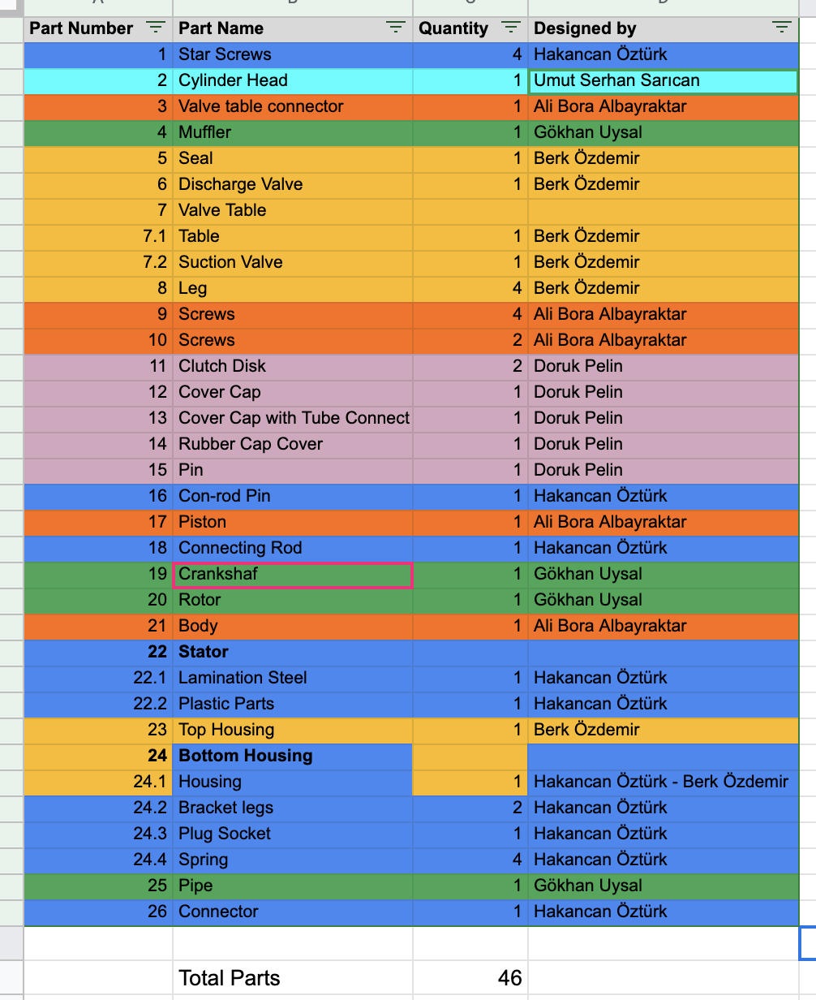 Part Number Part Name Quantity Designed by
1 Star Screws 4 Hakancan Öztürk
2 Cylinder Head 1 Umut Serhan Sarıcan
3 Valve table connector 1 Ali Bora Albayraktar
4 Muffler 1 Gökhan Uysal
5 Seal 1 Berk Özdemir
6 Discharge Valve 1 Berk Özdemir
7 Valve Table
7.1 Table 1 Berk Özdemir
7.2 Suction Valve 1 Berk Özdemir
8 Leg 4 Berk Özdemir
9 Screws 4 Ali Bora Albayraktar
10 Screws 2 Ali Bora Albayraktar
11 Clutch Disk 2 Doruk Pelin
12 Cover Cap 1 Doruk Pelin
13 Cover Cap with Tube Connect 1 Doruk Pelin
14 Rubber Cap Cover 1 Doruk Pelin
15 Pin 1 Doruk Pelin
16 Con-rod Pin 1 Hakancan Öztürk
17 Piston 1 Ali Bora Albayraktar
18 Connecting Rod 1 Hakancan Öztürk
19 Crankshaf 1 Gökhan Uysal
20 Rotor 1 Gökhan Uysal
21 Body 1 Ali Bora Albayraktar
22 Stator
22.1 Lamination Steel 1 Hakancan Öztürk
22.2 Plastic Parts 1 Hakancan Öztürk
23 Top Housing 1 Berk Özdemir
24 Bottom Housing
24.1 Housing 1 Hakancan Öztürk - Berk Özdemir
24.2 Bracket legs 2 Hakancan Öztürk
24.3 Plug Socket 1 Hakancan Öztürk
24.4 Spring 4 Hakancan Öztürk
25 Pipe 1 Gökhan Uysal
26 Connector 1 Hakancan Öztürk
Total Parts 46